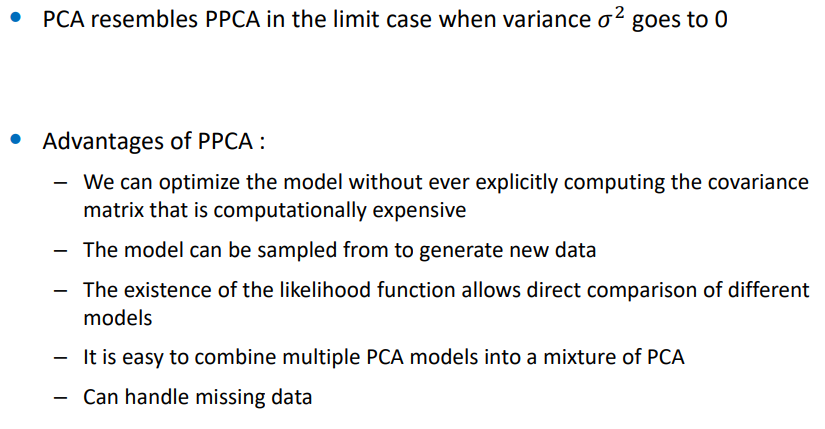 • PCA resembles PPCA in the limit case when variance σ² goes to 0
• Advantages of PPCA :
– We can optimize the model without ever explicitly computing the covariance
matrix that is computationally expensive
– The model can be sampled from to generate new data
– The existence of the likelihood function allows direct comparison of different
models
– It is easy to combine multiple PCA models into a mixture of PCA
– Can handle missing data